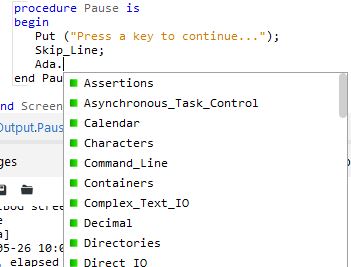 procedure Pause is
begin
Put ("Press a key to continue...");
Skip_Line;
Ada.
end Pau
Assertions
Asynchronous_Task_Control
Calendar
Characters
Command_Line
Containers
Complex_Text_IO
Decimal
Directories
Direct_IO
nd Screen
Output.Paus
ges
scree
a]
05-26 10:0
, elapsed